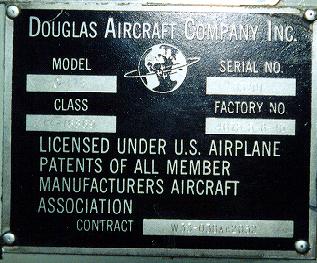 DOUGLAS AIRCRAFT COMPANY INC.
MODEL SERIAL NO.
CLASS FACTORY NO
LICENSED UNDER U.S. AIRPLANE
PATENTS OF ALL MEMBER
MANUFACTURERS AIRCRAFT
ASSOCIATION
CONTRACT